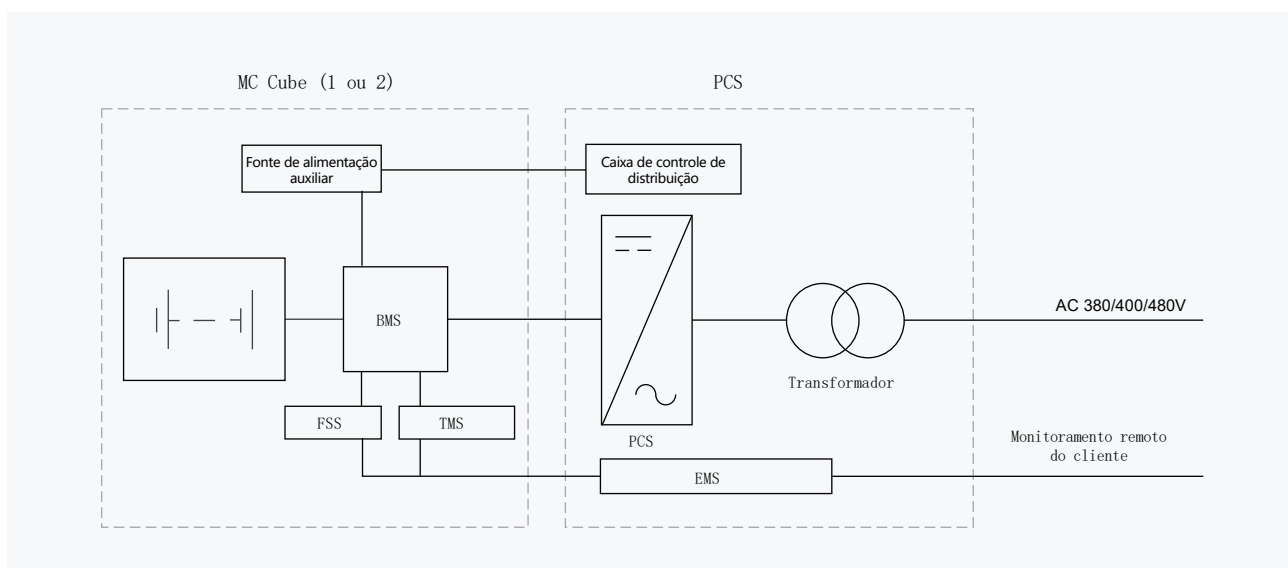 MC Cube (1 ou 2)
PCS
Fonte de alimentação
auxiliar
Caixa de controle de
distribuição
BMS
AC 380/400/480V
Transformador
FSS
TMS
PCS
Monitoramento remoto
do cliente
EMS